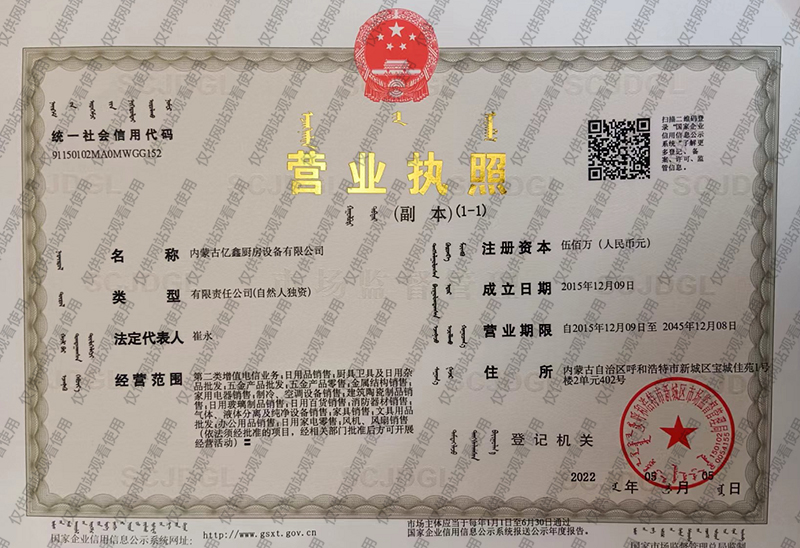 统一社会信用代码
91150102MA0MWGG152
扫描二维码登
录“国家企业
信用信息公示
系统”了解更
多登记、备
案、许可、监
管信息。
营业执照
(副 本)(1-1)
名 称 内蒙古亿鑫厨房设备有限公司
类 型 有限责任公司(自然人独资)
法定代表人 崔永
经营范围 第二类增值电信业务;日用品销售;厨具卫具及日用杂
品批发;五金产品批发;五金产品零售;金属结构销售;
家用电器销售;制冷、空调设备销售;建筑陶瓷制品销
售;日用玻璃制品销售;日用百货销售;消防器材销售;
气体、液体分离及纯净设备销售;家具销售;文具用品
批发;办公用品销售;日用家电零售;风机、风扇销售
(依法须经批准的项目,经相关部门批准后方可开展
经营活动)
注册资本 伍佰万(人民币元)
成立日期 2015年12月09日
营业期限 自2015年12月09日至 2045年12月08日
住 所 内蒙古自治区呼和浩特市新城区宝城佳苑1号
楼2单元402号
登记机关
2022 年 05 月 05 日
国家企业信用信息公示系统网址: http://www.gsxt.gov.cn
市场主体应当于每年1月1日至6月30日通过
国家企业信用信息公示系统报送公示年度报告。
国家市场监督管理总局监制
仅供网站观看使用
SCJDGL